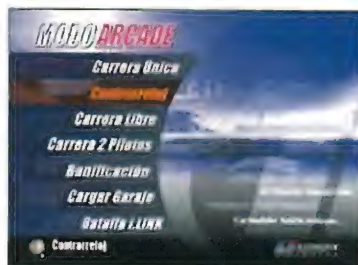 MODO ARCADE
Carrera Única
Contrarreloj
Carrera Libre
Carrera 2 Pilotos
Bonificación
Cargar Garaje
Batalla i.LINK
Contrarreloj